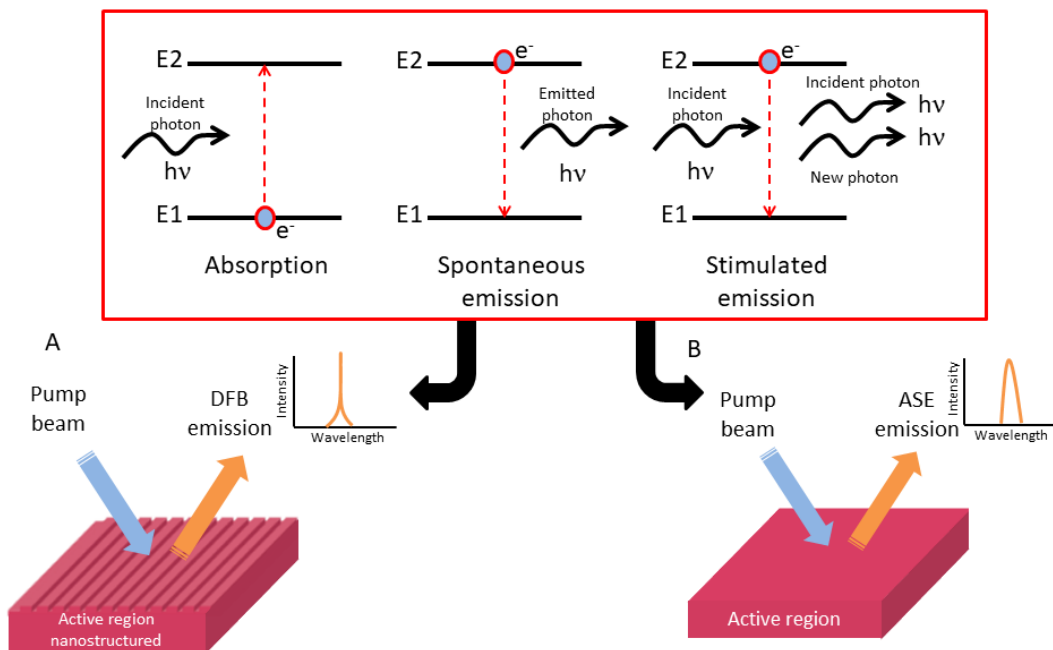 E2
Incident
photon
hν
E1
e-
Absorption
E2
e-
Emitted
photon
hν
E1
Spontaneous
emission
E2
e-
Incident
photon
hν
Incident photon
hν
hν
New photon
E1
Stimulated
emission
A
Pump
beam
DFB
emission
Intensity
Wavelength
Active region
nanostructured
B
Pump
beam
ASE
emission
Intensity
Wavelength
Active region